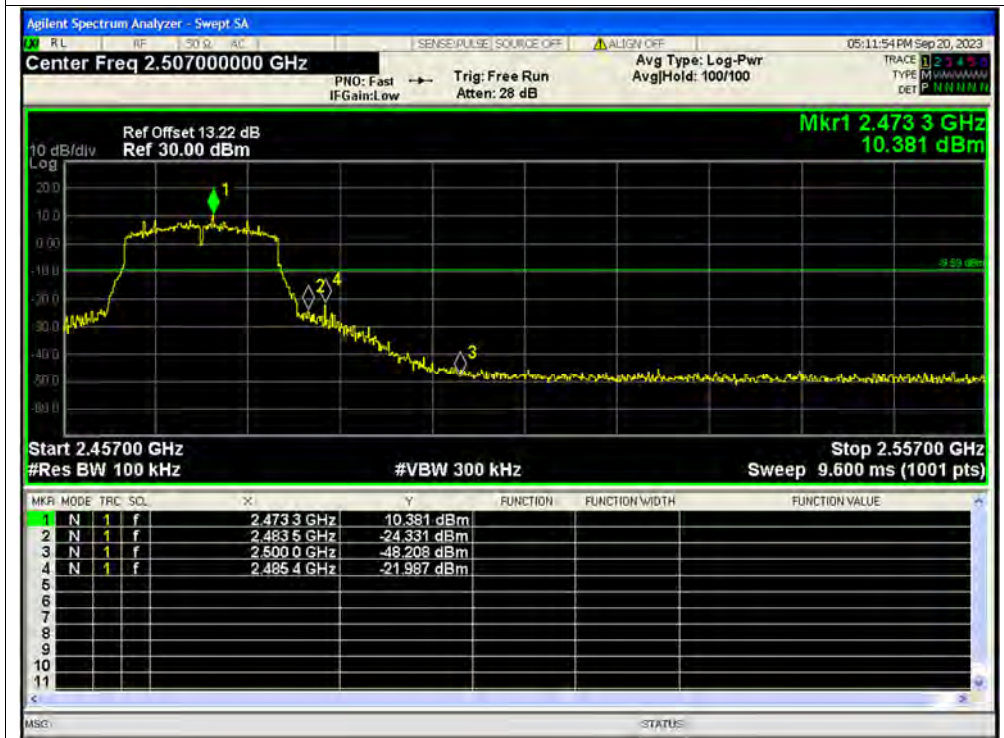 Agilent Spectrum Analyzer - Swept SA
RL RF 50 Ω AC SENSE:PULSE SOURCE OFF ALIGN OFF 05:11:54 PM Sep 20, 2023
Center Freq 2.507000000 GHz
PNO: Fast
IFGain:Low
Trig: Free Run
Atten: 28 dB
Avg Type: Log-Pwr
Avg|Hold: 100/100
TRACE 1 2 3 4 5 6
TYPE M
DET P N N N N N
Mkr1 2.473 3 GHz
10.381 dBm
Ref Offset 13.22 dB
10 dB/div Ref 30.00 dBm
Log
20.0
10.0
0.00
-10.0
-20.0
-30.0
-40.0
-50.0
-60.0
1
2
4
3
-9.59 dBm
Start 2.45700 GHz Stop 2.55700 GHz
#Res BW 100 kHz #VBW 300 kHz Sweep 9.600 ms (1001 pts)
MKR MODE TRC SCL X Y FUNCTION FUNCTION WIDTH FUNCTION VALUE
1 N 1 f 2.473 3 GHz 10.381 dBm
2 N 1 f 2.483 5 GHz -24.331 dBm
3 N 1 f 2.500 0 GHz -48.208 dBm
4 N 1 f 2.485 4 GHz -21.987 dBm
5
6
7
8
9
10
11
MSG STATUS